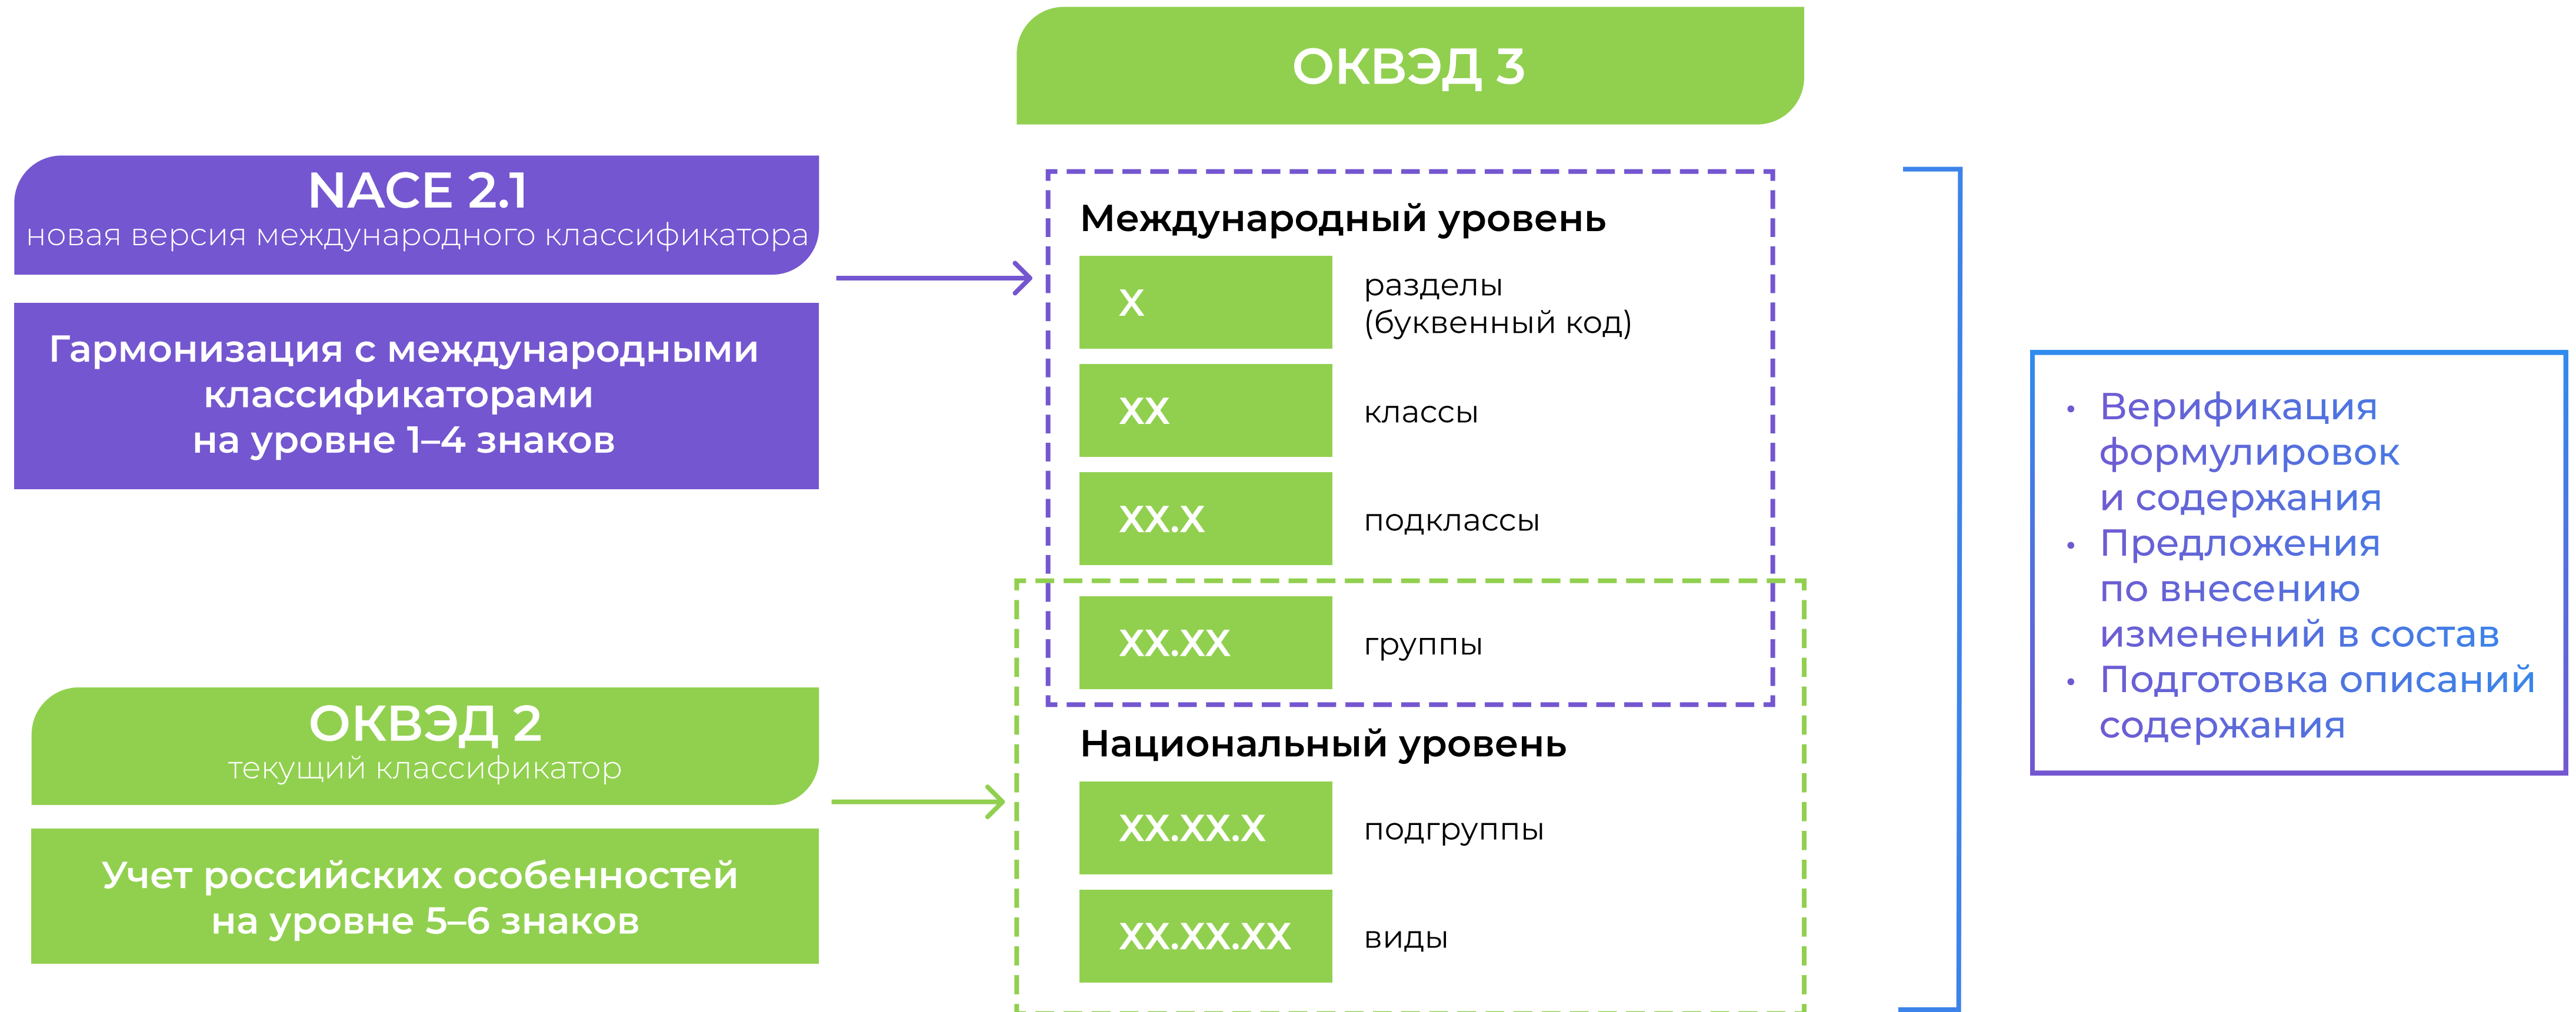 ОКВЭД 3
NACE 2.1
новая версия международного классификатора
Гармонизация с международными
классификаторами
на уровне 1–4 знаков
ОКВЭД 2
текущий классификатор
Учет российских особенностей
на уровне 5–6 знаков
Международный уровень
X
разделы
(буквенный код)
XX
классы
XX.X
подклассы
XX.XX
группы
Национальный уровень
XX.XX.X
подгруппы
XX.XX.XX
виды
• Верификация
формулировок
и содержания
• Предложения
по внесению
изменений в состав
• Подготовка описаний
содержания